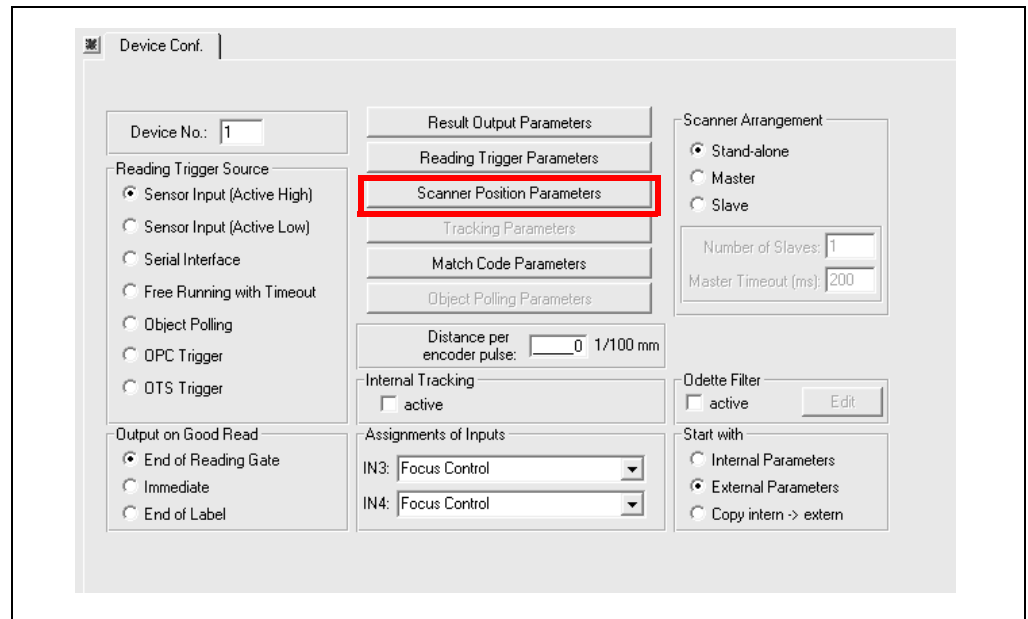 Device Conf.
Device No.: 1
Reading Trigger Source
Sensor Input (Active High)
Sensor Input (Active Low)
Serial Interface
Free Running with Timeout
Object Polling
OPC Trigger
OTS Trigger
Output on Good Read
End of Reading Gate
Immediate
End of Label
Result Output Parameters
Reading Trigger Parameters
Scanner Position Parameters
Tracking Parameters
Match Code Parameters
Object Polling Parameters
Distance per
encoder pulse: _____0 1/100 mm
Internal Tracking
active
Assignments of Inputs
IN3: Focus Control
IN4: Focus Control
Scanner Arrangement
Stand-alone
Master
Slave
Number of Slaves: 1
Master Timeout (ms): 200
Odette Filter
active Edit
Start with
Internal Parameters
External Parameters
Copy intern -> extern